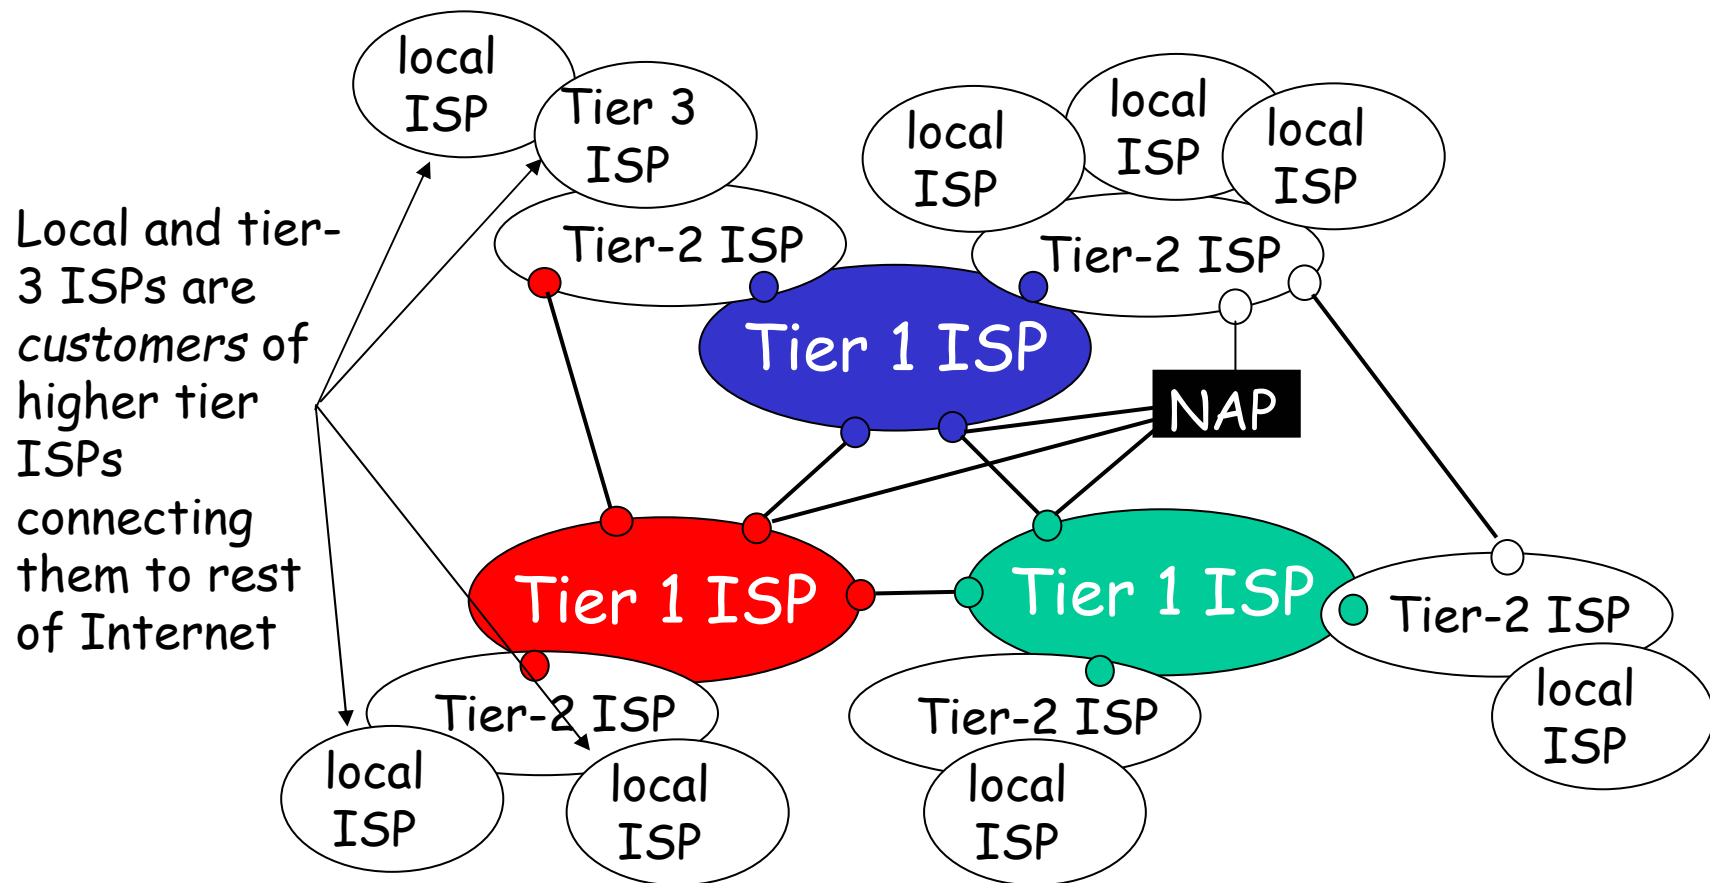 local
ISP
Tier 3
ISP
local
ISP
local
ISP
local
ISP
Local and tier-
3 ISPs are
customers of
higher tier
ISPs
connecting
them to rest
of Internet
Tier-2 ISP
Tier-2 ISP
Tier 1 ISP
NAP
Tier 1 ISP
Tier 1 ISP
Tier-2 ISP
Tier-2 ISP
Tier-2 ISP
local
ISP
local
ISP
local
ISP
local
ISP